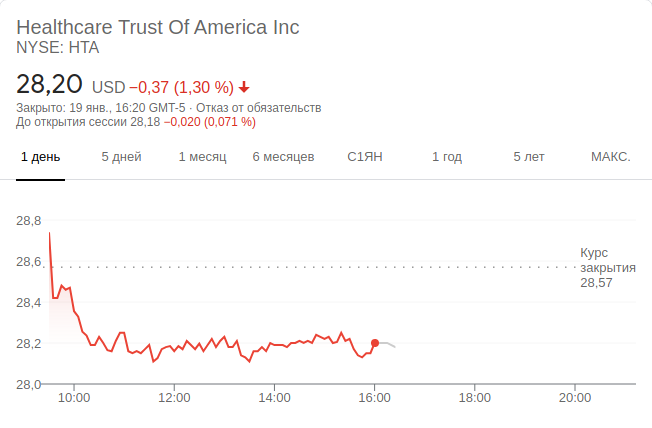 Healthcare Trust Of America Inc
NYSE: HTA
28,20 USD −0,37 (1,30 %)
Закрыто: 19 янв., 16:20 GMT-5 · Отказ от обязательств
До открытия сессии 28,18 −0,020 (0,071 %)
1 день 5 дней 1 месяц 6 месяцев С1ЯН 1 год 5 лет МАКС.
28,8
28,6
28,4
28,2
28,0
Курс
закрытия
28,57
10:00 12:00 14:00 16:00 18:00 20:00